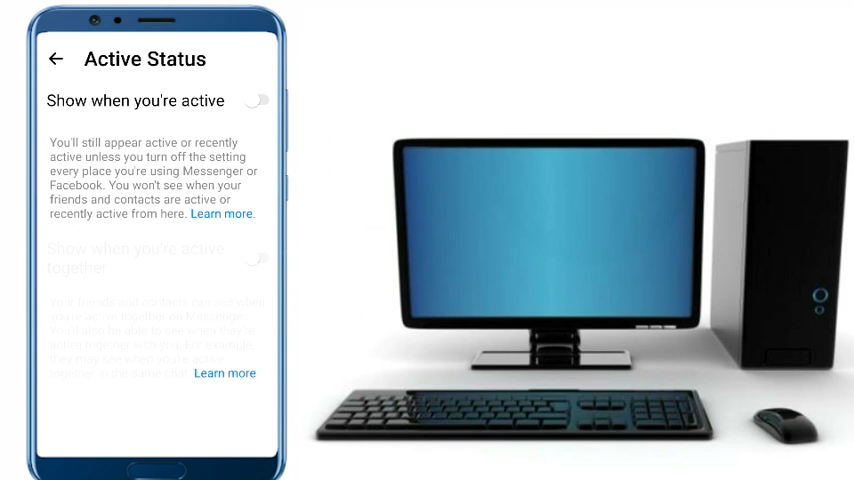 Active Status
Show when you're active
You'll still appear active or recently
active unless you turn off the setting
every place you're using Messenger or
Facebook. You won't see when your
friends and contacts are active or
recently active from here. Learn more.
Show when you're active
together
Your friends and contacts can see when
you're active together on Messenger.
You'll also be able to see when they're
active together with you. For example,
they may see when you're active
together in the same chat. Learn more